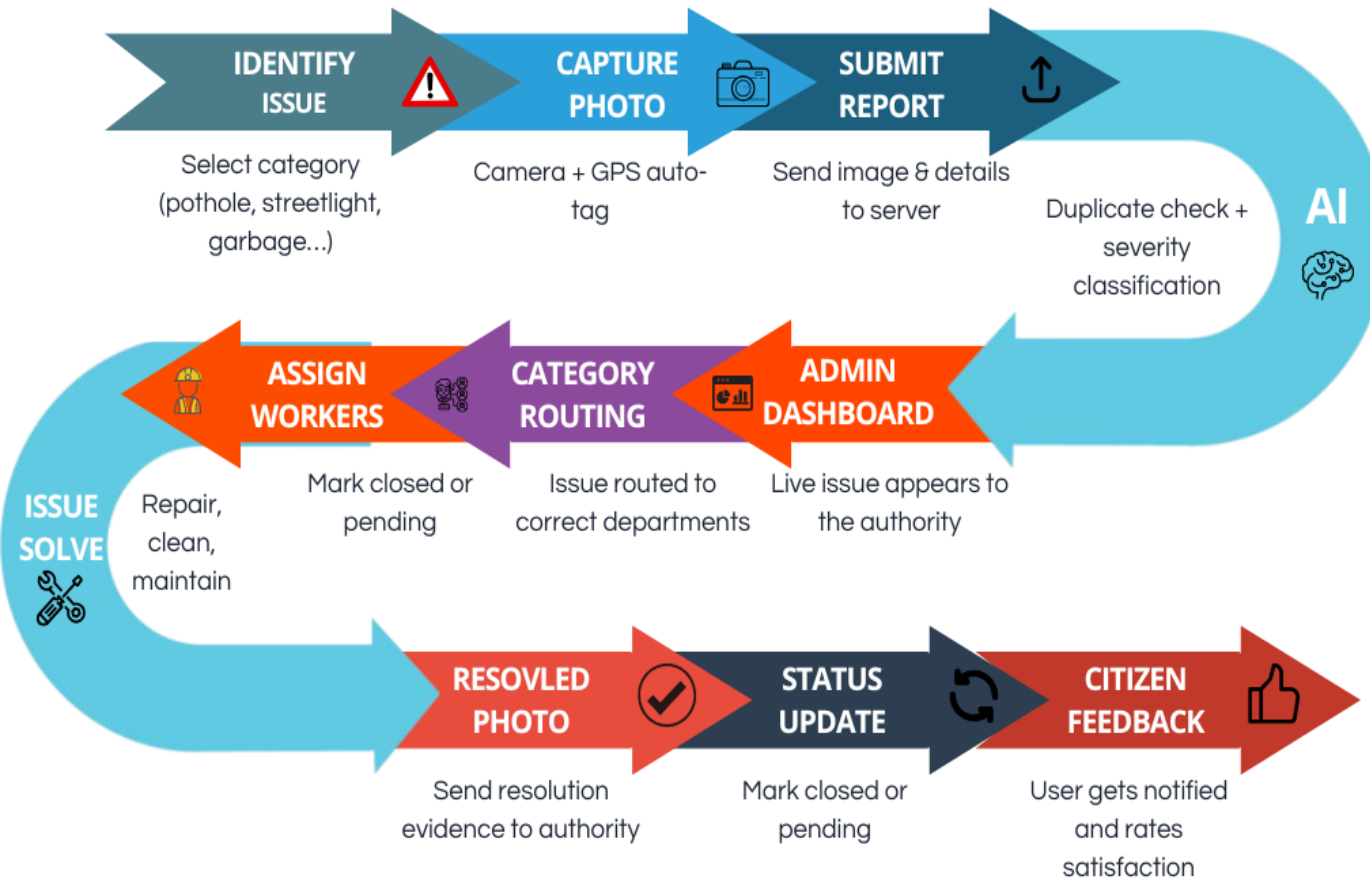 IDENTIFY
ISSUE
Select category
(pothole, streetlight,
garbage...)
CAPTURE
PHOTO
Camera + GPS auto-
tag
SUBMIT
REPORT
Send image & details
to server
AI
Duplicate check +
severity
classification
ADMIN
DASHBOARD
Live issue appears to
the authority
CATEGORY
ROUTING
Issue routed to
correct departments
ASSIGN
WORKERS
Mark closed or
pending
ISSUE
SOLVE
Repair,
clean,
maintain
RESOVLED
PHOTO
Send resolution
evidence to authority
STATUS
UPDATE
Mark closed or
pending
CITIZEN
FEEDBACK
User gets notified
and rates
satisfaction